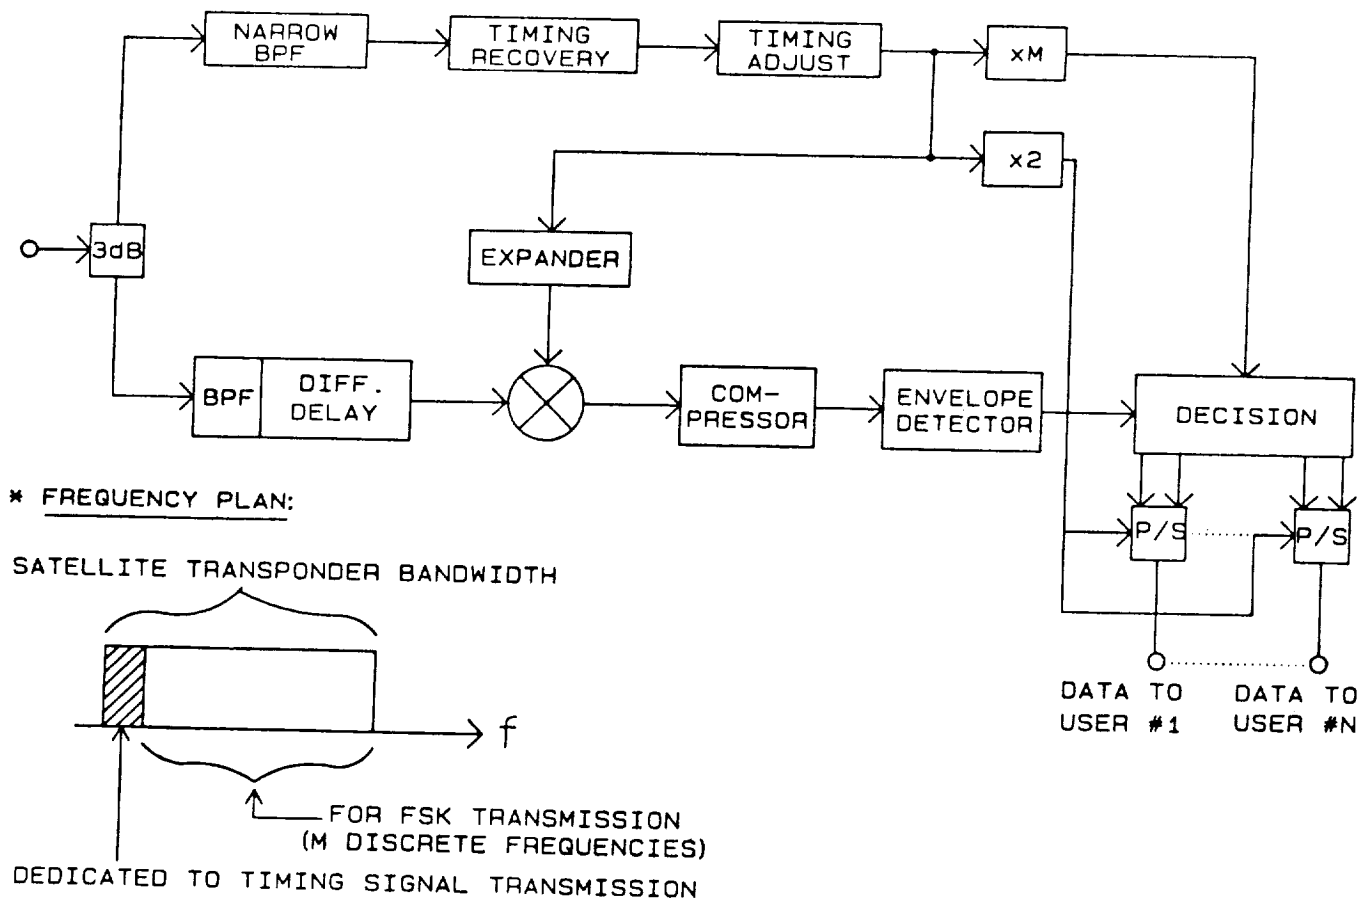 NARROW
BPF
TIMING
RECOVERY
TIMING
ADJUST
xM
x2
3dB
EXPANDER
BPF
DIFF.
DELAY
COM-
PRESSOR
ENVELOPE
DETECTOR
DECISION
P/S
P/S
DATA TO
USER #1
DATA TO
USER #N
* FREQUENCY PLAN:
SATELLITE TRANSPONDER BANDWIDTH
f
FOR FSK TRANSMISSION
(M DISCRETE FREQUENCIES)
DEDICATED TO TIMING SIGNAL TRANSMISSION